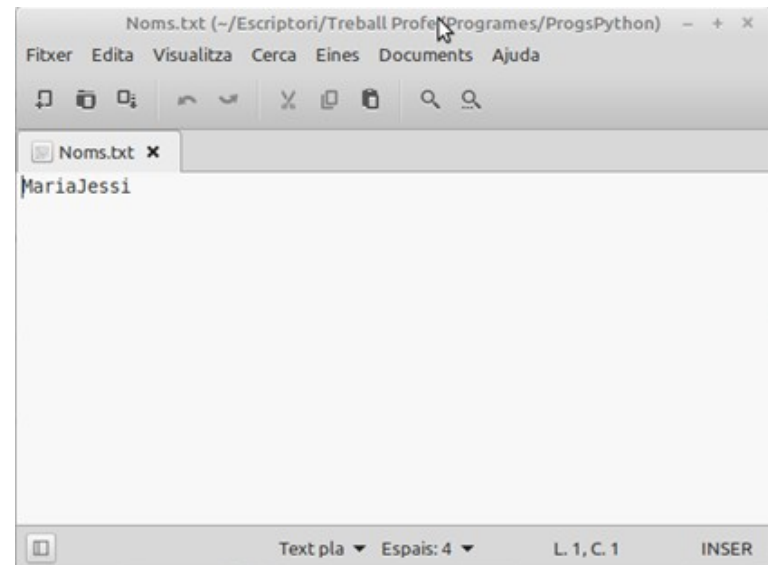 Noms.txt (~/Escriptori/Treball Profe/Programes/ProgsPython)
Fitxer Edita Visualitza Cerca Eines Documents Ajuda
Noms.txt
MariaJessi
Text pla Espais: 4 L. 1, C. 1 INSER